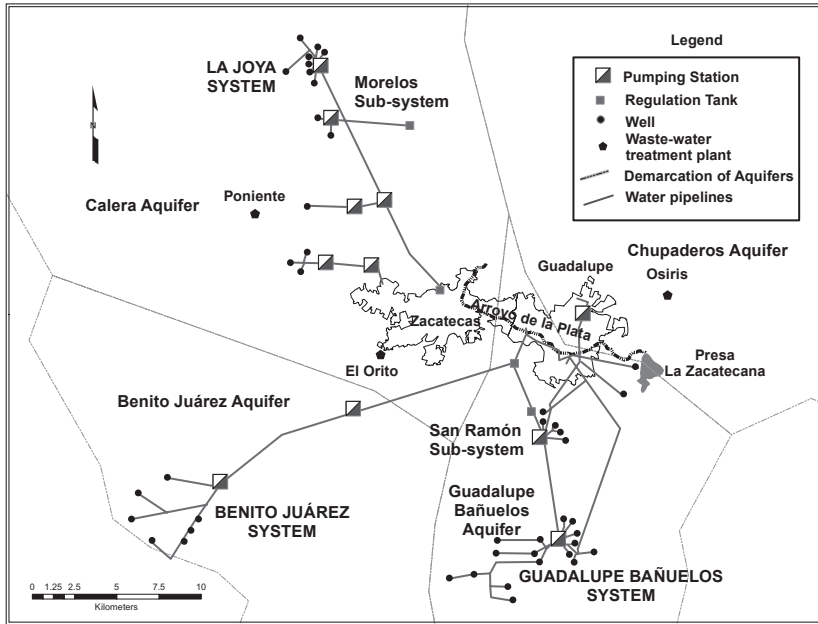 Legend
Pumping Station
Regulation Tank
Well
Waste-water
treatment plant
Demarcation of Aquifers
Water pipelines
LA JOYA
SYSTEM
Morelos
Sub-system
N
Calera Aquifer
Poniente
Chupaderos Aquifer
Guadalupe
Osiris
Zacatecas
Arroyo de la Plata
El Orito
Presa
La Zacatecana
Benito Juárez Aquifer
San Ramón
Sub-system
Guadalupe
Bañuelos
Aquifer
BENITO JUÁREZ
SYSTEM
GUADALUPE BAÑUELOS
SYSTEM
0 1.25 2.5 5 7.5 10
Kilometers